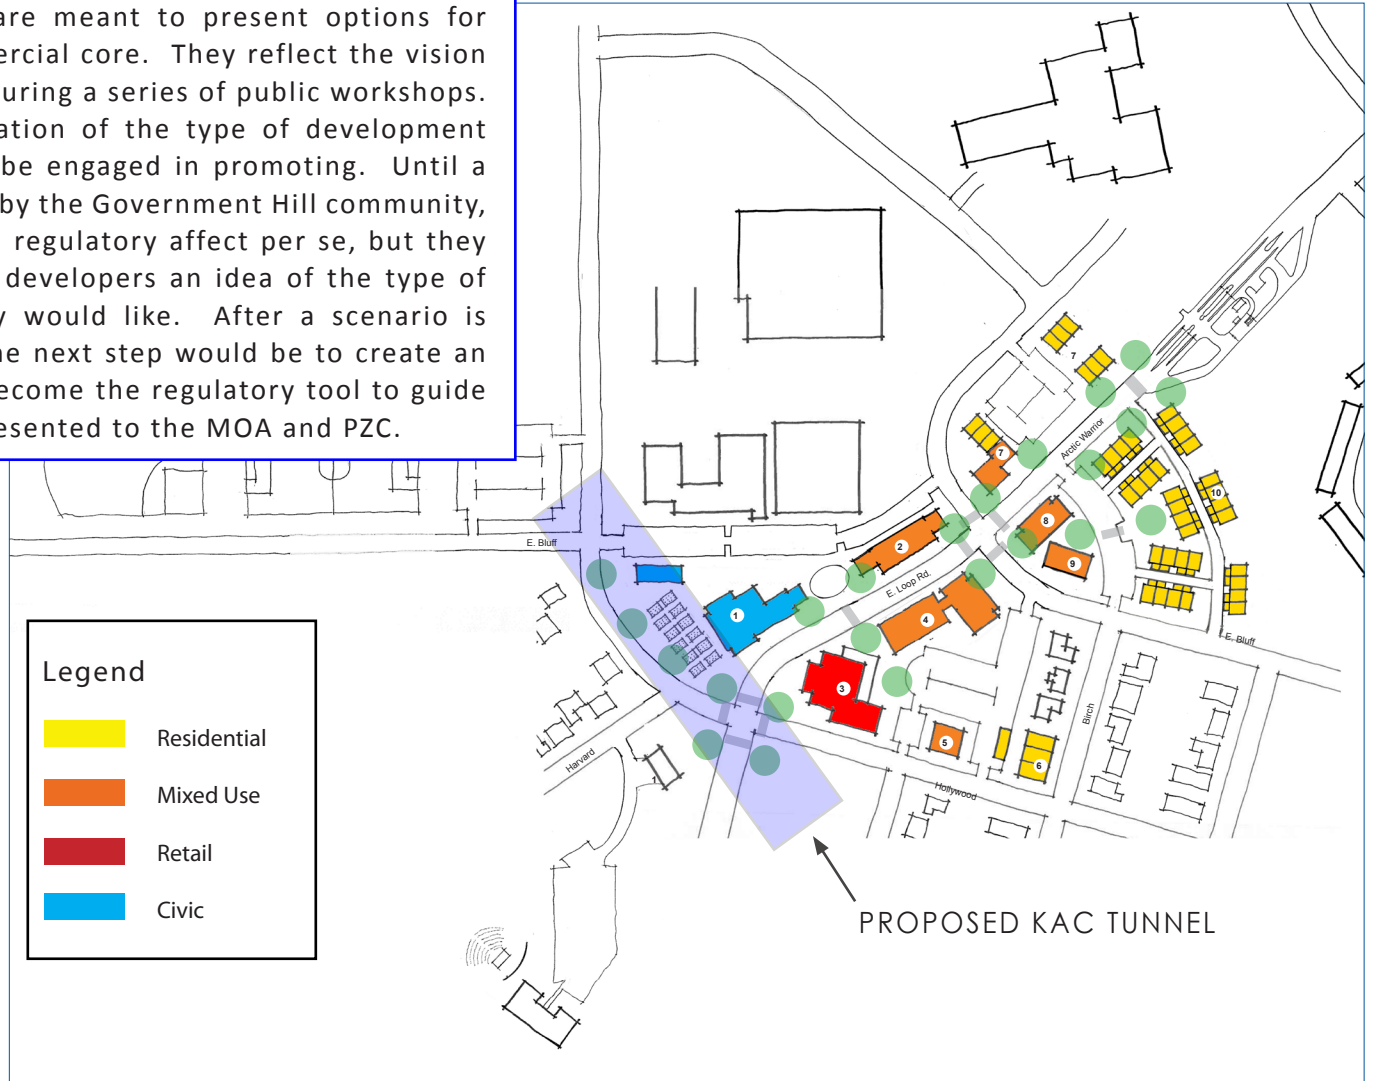 are meant to present options for
ercial core. They reflect the vision
uring a series of public workshops.
ation of the type of development
be engaged in promoting. Until a
by the Government Hill community,
regulatory affect per se, but they
developers an idea of the type of
y would like. After a scenario is
ne next step would be to create an
ecome the regulatory tool to guide
esented to the MOA and PZC.
7
7
Arctic Warrior
10
8
2
9
E. Bluff
E. Loop Rd.
1
4
E. Bluff
3
Birch
5
6
Harvard
Hollywood
Legend
Residential
Mixed Use
Retail
Civic
PROPOSED KAC TUNNEL